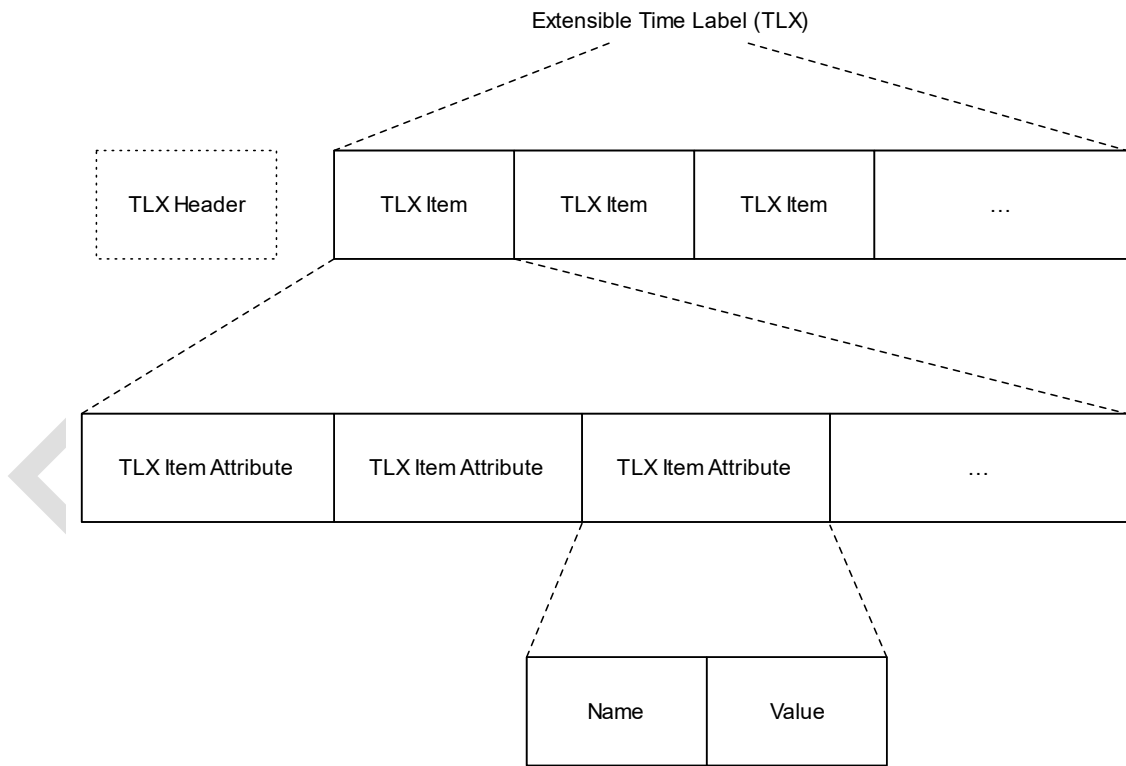 Extensible Time Label (TLX)
TLX Header
TLX Item
TLX Item
TLX Item
...
TLX Item Attribute
TLX Item Attribute
TLX Item Attribute
...
Name
Value